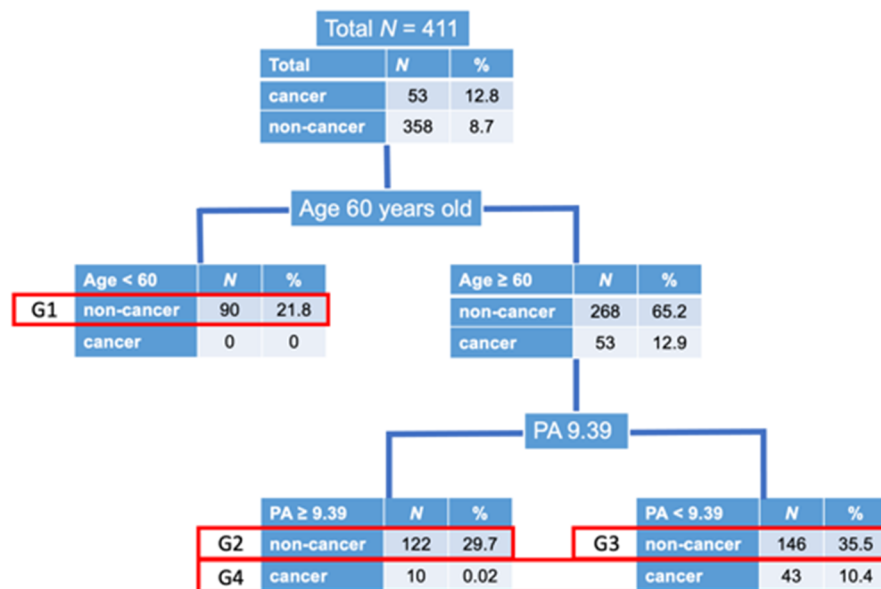 Total N = 411
Total N %
cancer 53 12.8
non-cancer 358 8.7
Age 60 years old
Age < 60 N %
G1 non-cancer 90 21.8
cancer 0 0
Age ≥ 60 N %
non-cancer 268 65.2
cancer 53 12.9
PA 9.39
PA ≥ 9.39 N %
G2 non-cancer 122 29.7
G4 cancer 10 0.02
PA < 9.39 N %
G3 non-cancer 146 35.5
cancer 43 10.4